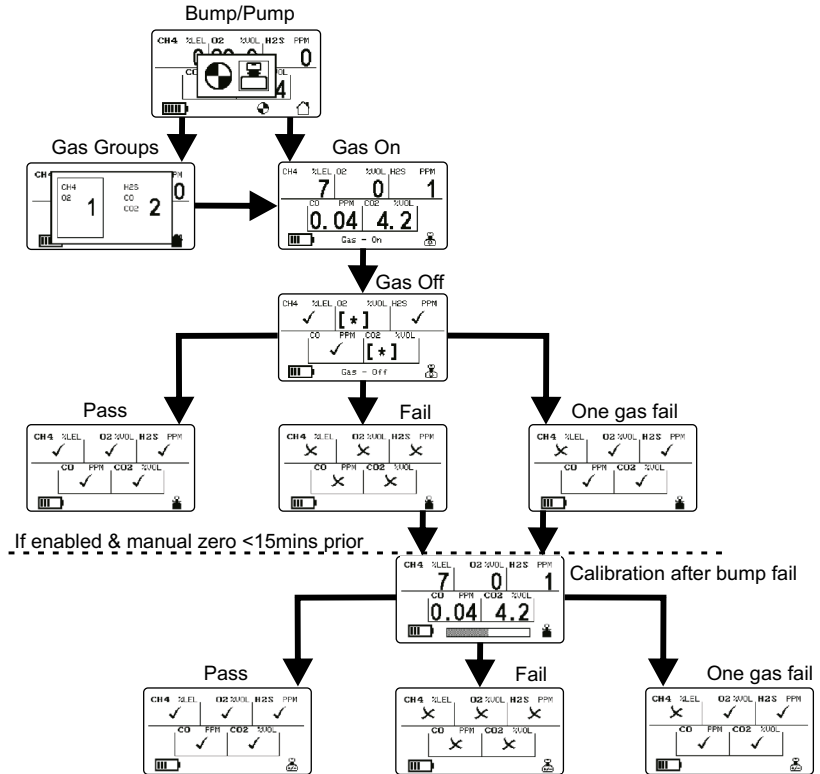 Bump/Pump
CH4 %LEL O2 %VOL H2S PPM
0
4
Gas Groups
Gas On
CH4
O2
1
H2S
CO
CO2
2
0
CH4 %LEL O2 %VOL H2S PPM
7 0 1
CO PPM CO2 %VOL
0.04 4.2
Gas - On
Gas Off
CH4 %LEL O2 %VOL H2S PPM
✓ [*] ✓
CO PPM CO2 %VOL
✓ [*]
Gas - Off
Pass
Fail
One gas fail
CH4 %LEL O2 %VOL H2S PPM
✓ ✓ ✓
CO PPM CO2 %VOL
✓ ✓
CH4 %LEL O2 %VOL H2S PPM
✗ ✗ ✗
CO PPM CO2 %VOL
✗ ✗
CH4 %LEL O2 %VOL H2S PPM
✗ ✓ ✓
CO PPM CO2 %VOL
✓ ✓
If enabled & manual zero <15mins prior
CH4 %LEL O2 %VOL H2S PPM
7 0 1
CO PPM CO2 %VOL
0.04 4.2
Calibration after bump fail
Pass
Fail
One gas fail
CH4 %LEL O2 %VOL H2S PPM
✓ ✓ ✓
CO PPM CO2 %VOL
✓ ✓
CH4 %LEL O2 %VOL H2S PPM
✗ ✗ ✗
CO PPM CO2 %VOL
✗ ✗
CH4 %LEL O2 %VOL H2S PPM
✗ ✓ ✓
CO PPM CO2 %VOL
✓ ✓